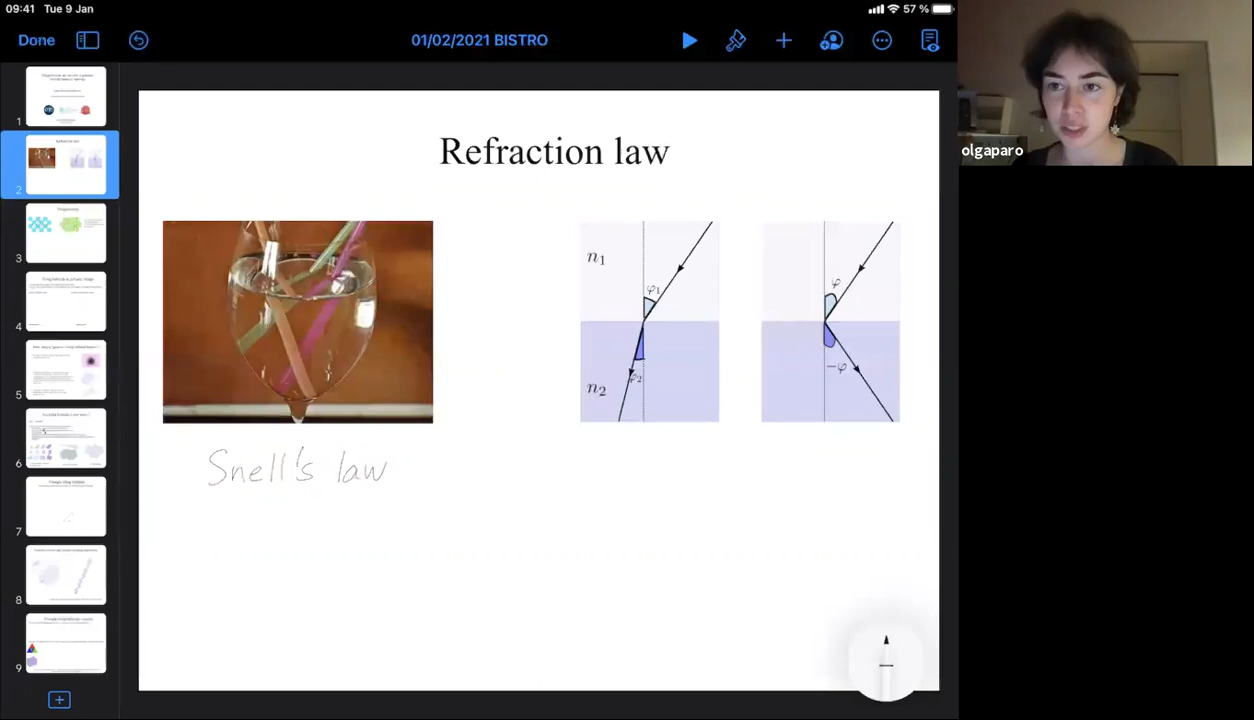 09:41 Tue 9 Jan
57 %
Done
01/02/2021 BISTRO
olgaparo
1
2
3
4
5
6
7
8
9
Refraction law
n₁
φ₁
n₂
φ₂
φ
−φ
Snell's law